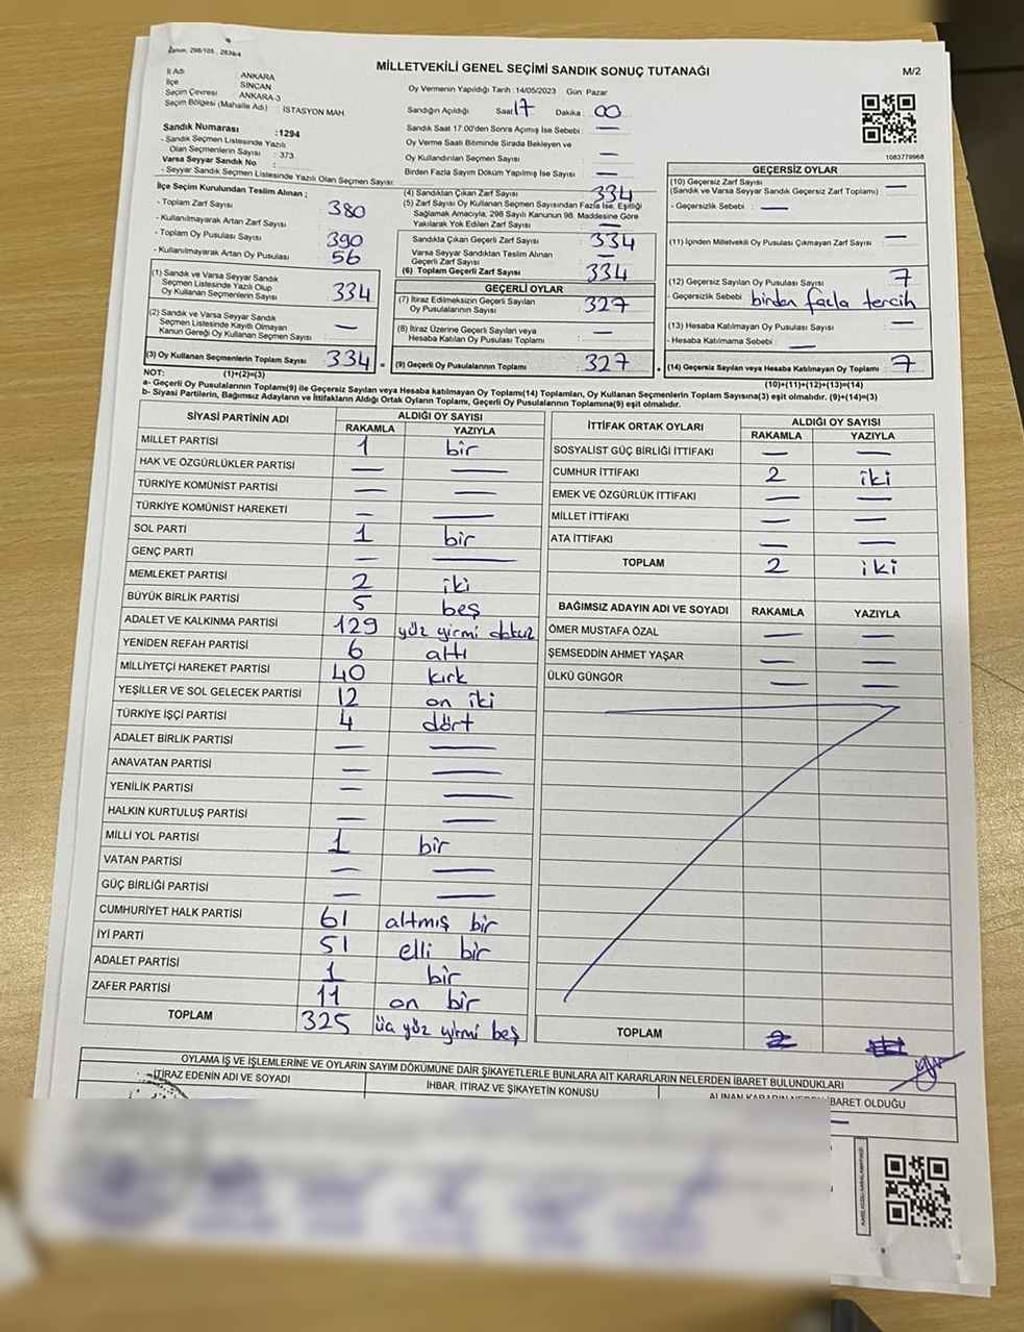 Kanun, 298/105, 2839/4
MİLLETVEKİLİ GENEL SEÇİMİ SANDIK SONUÇ TUTANAĞI
M/2
İl Adı ANKARA
İlçe SİNCAN
Seçim Çevresi ANKARA-3
Seçim Bölgesi (Mahalle Adı) : İSTASYON MAH.
Sandık Numarası :1294
- Sandık Seçmen Listesinde Yazılı
Olan Seçmenlerin Sayısı : 373
Varsa Seyyar Sandık No :
- Seyyar Sandık Seçmen Listesinde Yazılı Olan Seçmen Sayısı:
İlçe Seçim Kurulundan Teslim Alınan ;
- Toplam Zarf Sayısı 380
- Kullanılmayarak Artan Zarf Sayısı
- Toplam Oy Pusulası Sayısı 390
- Kullanılmayarak Artan Oy Pusulası 56
(1) Sandık ve Varsa Seyyar Sandık
Seçmen Listesinde Yazılı Olup
Oy Kullanan Seçmenlerin Sayısı 334
(2) Sandık ve Varsa Seyyar Sandık
Seçmen Listesinde Kayıtlı Olmayan
Kanun Gereği Oy Kullanan Seçmen Sayısı —
(3) Oy Kullanan Seçmenlerin Toplam Sayısı 334 =
Oy Vermenin Yapıldığı Tarih :14/05/2023 Gün Pazar
Sandığın Açıldığı Saat 17 Dakika 00
Sandık Saat 17.00'den Sonra Açılmış İse Sebebi : —
Oy Verme Saati Bitiminde Sırada Bekleyen ve
Oy Kullandırılan Seçmen Sayısı —
Birden Fazla Sayım Döküm Yapılmış İse Sayısı —
(4) Sandıktan Çıkan Zarf Sayısı 334
(5) Zarf Sayısı Oy Kullanan Seçmen Sayısından Fazla İse, Eşitliği
Sağlamak Amacıyla, 298 Sayılı Kanunun 98. Maddesine Göre
Yakılarak Yok Edilen Zarf Sayısı —
Sandıkta Çıkan Geçerli Zarf Sayısı 334
Varsa Seyyar Sandıktan Teslim Alınan
Geçerli Zarf Sayısı —
(6) Toplam Geçerli Zarf Sayısı 334
GEÇERLİ OYLAR
(7) İtiraz Edilmeksizin Geçerli Sayılan
Oy Pusulalarının Sayısı 327
(8) İtiraz Üzerine Geçerli Sayılan veya
Hesaba Katılan Oy Pusulası Toplamı —
(9) Geçerli Oy Pusulalarının Toplamı 327 +
1083779968
GEÇERSİZ OYLAR
(10) Geçersiz Zarf Sayısı —
(Sandık ve Varsa Seyyar Sandık Geçersiz Zarf Toplamı)
- Geçersizlik Sebebi : —
(11) İçinden Milletvekili Oy Pusulası Çıkmayan Zarf Sayısı —
(12) Geçersiz Sayılan Oy Pusulası Sayısı 7
- Geçersizlik Sebebi birden fazla tercih
(13) Hesaba Katılmayan Oy Pusulası Sayısı —
- Hesaba Katılmama Sebebi : —
(14) Geçersiz Sayılan veya Hesaba Katılmayan Oy Toplamı 7
NOT: (1)+(2)=(3) (10)+(11)+(12)+(13)=(14)
a- Geçerli Oy Pusulalarının Toplamı(9) ile Geçersiz Sayılan veya Hesaba katılmayan Oy Toplamı(14) Toplamları, Oy Kullanan Seçmenlerin Toplam Sayısına(3) eşit olmalıdır. (9)+(14)=(3)
b- Siyasi Partilerin, Bağımsız Adayların ve İttifakların Aldığı Ortak Oyların Toplamı, Geçerli Oy Pusulalarının Toplamına(9) eşit olmalıdır.
SİYASİ PARTİNİN ADI ALDIĞI OY SAYISI
RAKAMLA YAZIYLA
MİLLET PARTİSİ 1 bir
HAK VE ÖZGÜRLÜKLER PARTİSİ — —
TÜRKİYE KOMÜNİST PARTİSİ — —
TÜRKİYE KOMÜNİST HAREKETİ — —
SOL PARTİ 1 bir
GENÇ PARTİ — —
MEMLEKET PARTİSİ 2 iki
BÜYÜK BİRLİK PARTİSİ 5 beş
ADALET VE KALKINMA PARTİSİ 129 yüz yirmi dokuz
YENİDEN REFAH PARTİSİ 6 altı
MİLLİYETÇİ HAREKET PARTİSİ 40 kırk
YEŞİLLER VE SOL GELECEK PARTİSİ 12 on iki
TÜRKİYE İŞÇİ PARTİSİ 4 dört
ADALET BİRLİK PARTİSİ — —
ANAVATAN PARTİSİ — —
YENİLİK PARTİSİ — —
HALKIN KURTULUŞ PARTİSİ — —
MİLLİ YOL PARTİSİ 1 bir
VATAN PARTİSİ — —
GÜÇ BİRLİĞİ PARTİSİ — —
CUMHURİYET HALK PARTİSİ 61 altmış bir
İYİ PARTİ 51 elli bir
ADALET PARTİSİ 1 bir
ZAFER PARTİSİ 11 on bir
TOPLAM 325 üç yüz yirmi beş
İTTİFAK ORTAK OYLARI ALDIĞI OY SAYISI
RAKAMLA YAZIYLA
SOSYALİST GÜÇ BİRLİĞİ İTTİFAKI — —
CUMHUR İTTİFAKI 2 iki
EMEK VE ÖZGÜRLÜK İTTİFAKI — —
MİLLET İTTİFAKI — —
ATA İTTİFAKI — —
TOPLAM 2 iki
BAĞIMSIZ ADAYIN ADI VE SOYADI RAKAMLA YAZIYLA
ÖMER MUSTAFA ÖZAL — —
ŞEMSEDDİN AHMET YAŞAR — —
ÜLKÜ GÜNGÖR — —
TOPLAM
OYLAMA İŞ VE İŞLEMLERİNE VE OYLARIN SAYIM DÖKÜMÜNE DAİR ŞİKAYETLERLE BUNLARA AİT KARARLARIN NELERDEN İBARET BULUNDUKLARI
İTİRAZ EDENİN ADI VE SOYADI İHBAR, İTİRAZ VE ŞİKAYETİN KONUSU ALINAN KARARIN NEDEN İBARET OLDUĞU
—